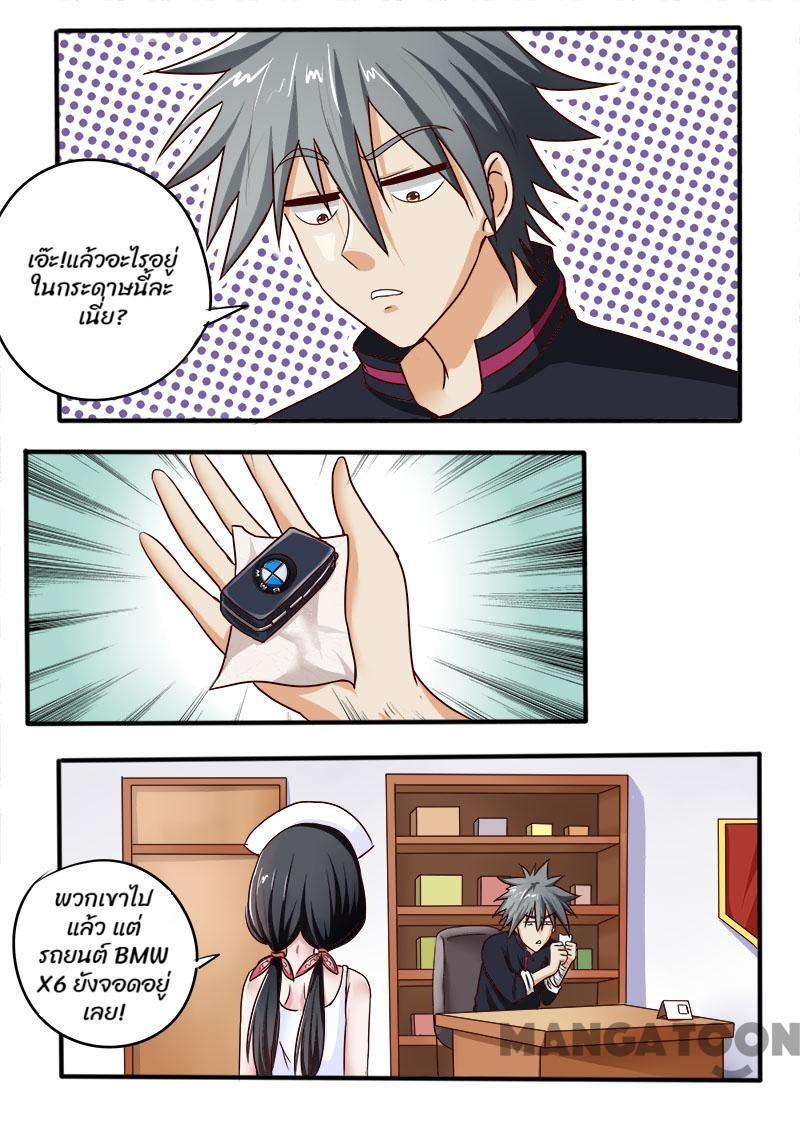 เอ๊ะ!แล้วอะไรอยู่
ในกระดาษนี้ละ
เนี่ย?
BMW
พวกเขาไป
แล้ว แต่
รถยนต์ BMW
X6 ยังจอดอยู่
เลย!
MANGATOON